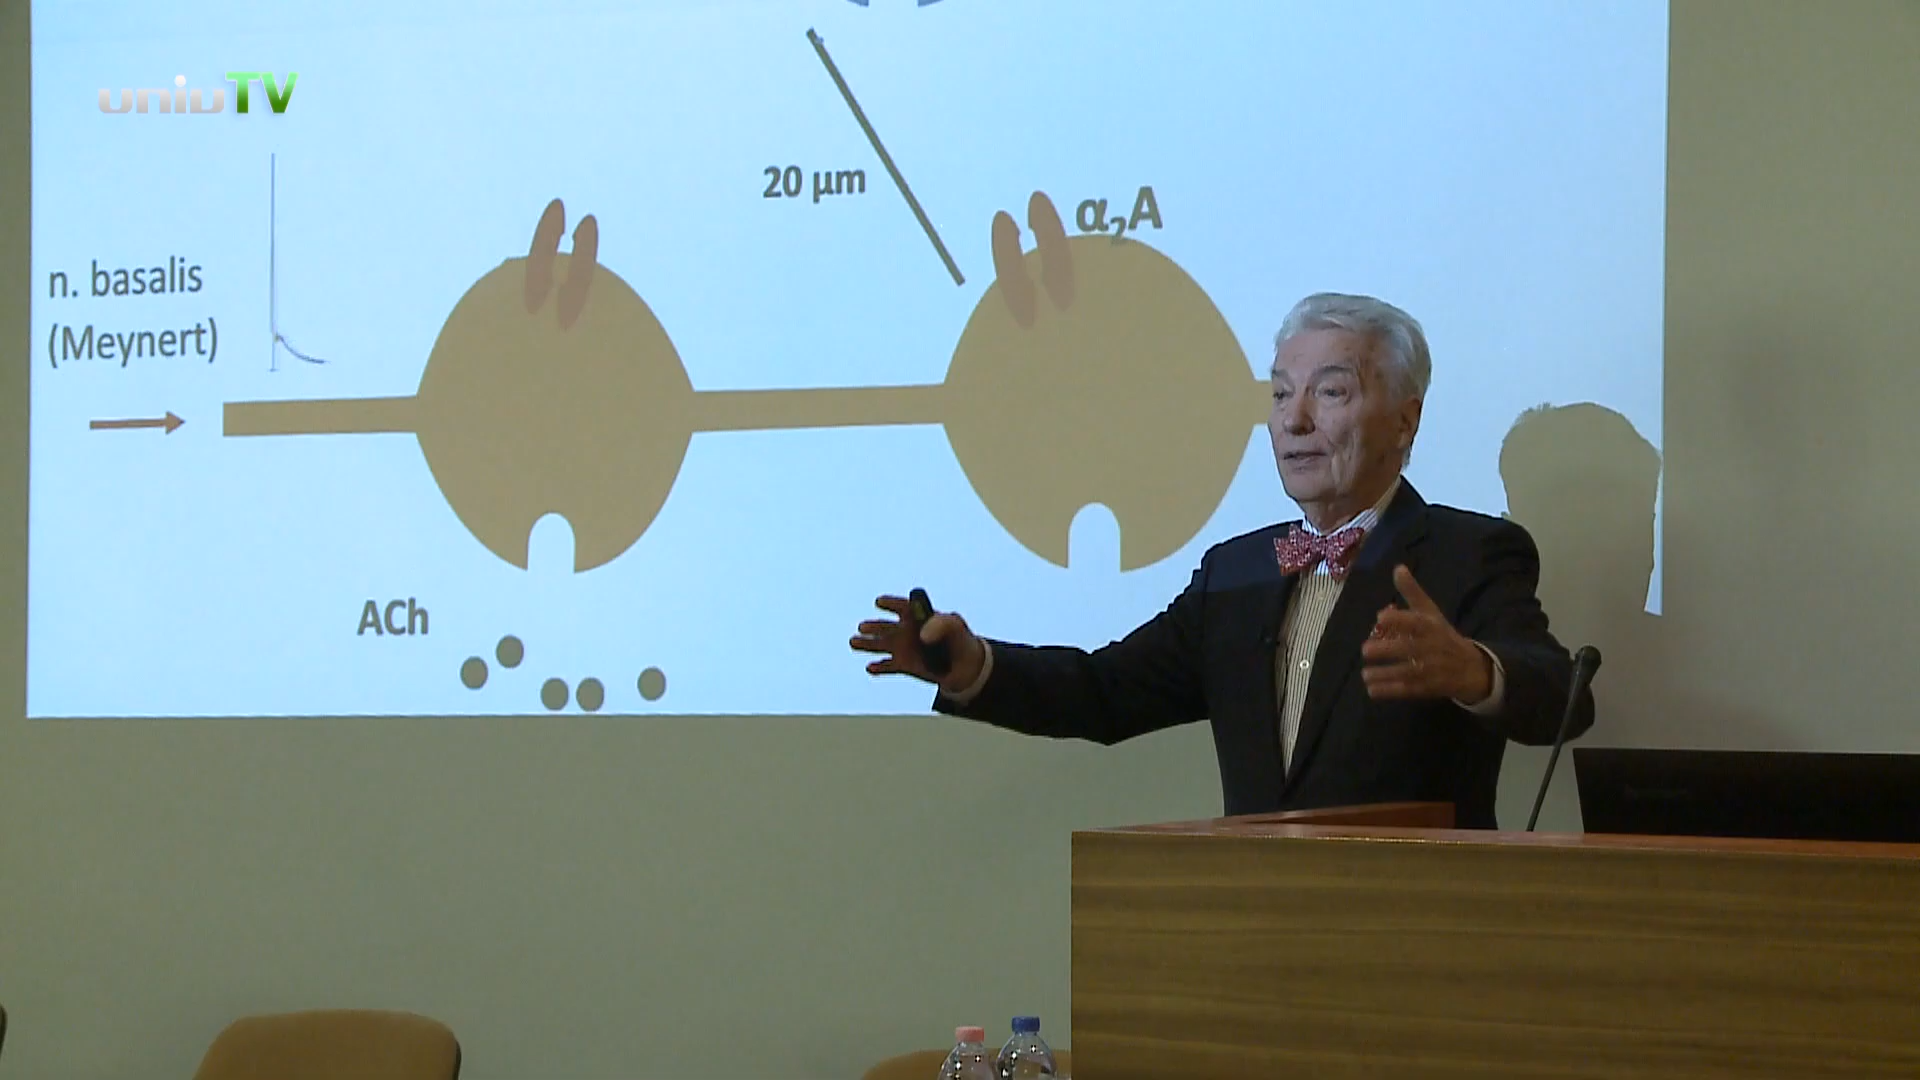 univTV
20 µm
α₂A
n. basalis
(Meynert)
ACh